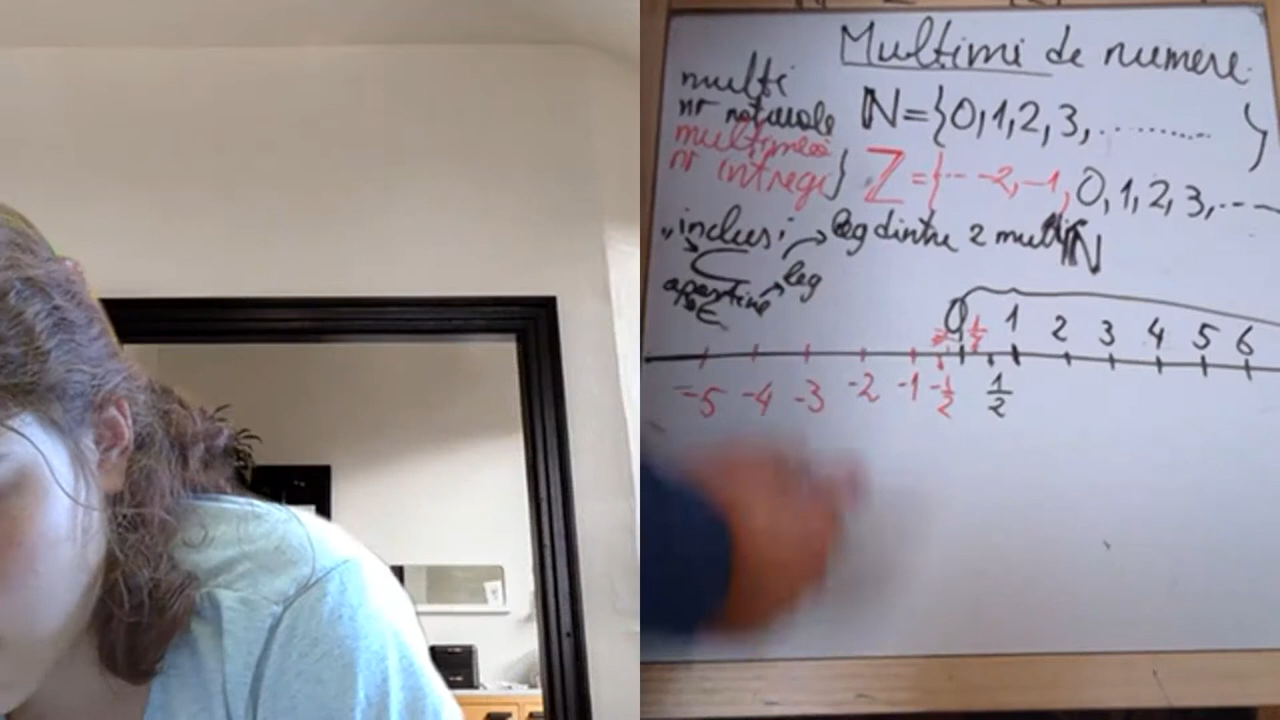 Multimi de numere
multi
nr naturale N={0,1,2,3,............}
multimea
nr intregi} Z={... -2, -1, 0, 1, 2, 3, ...
"inclus; leg dintre 2 multi N
⊂ leg
apartine
∈
0 1 2 3 4 5 6
-5 -4 -3 -2 -1 -1/2 1/2